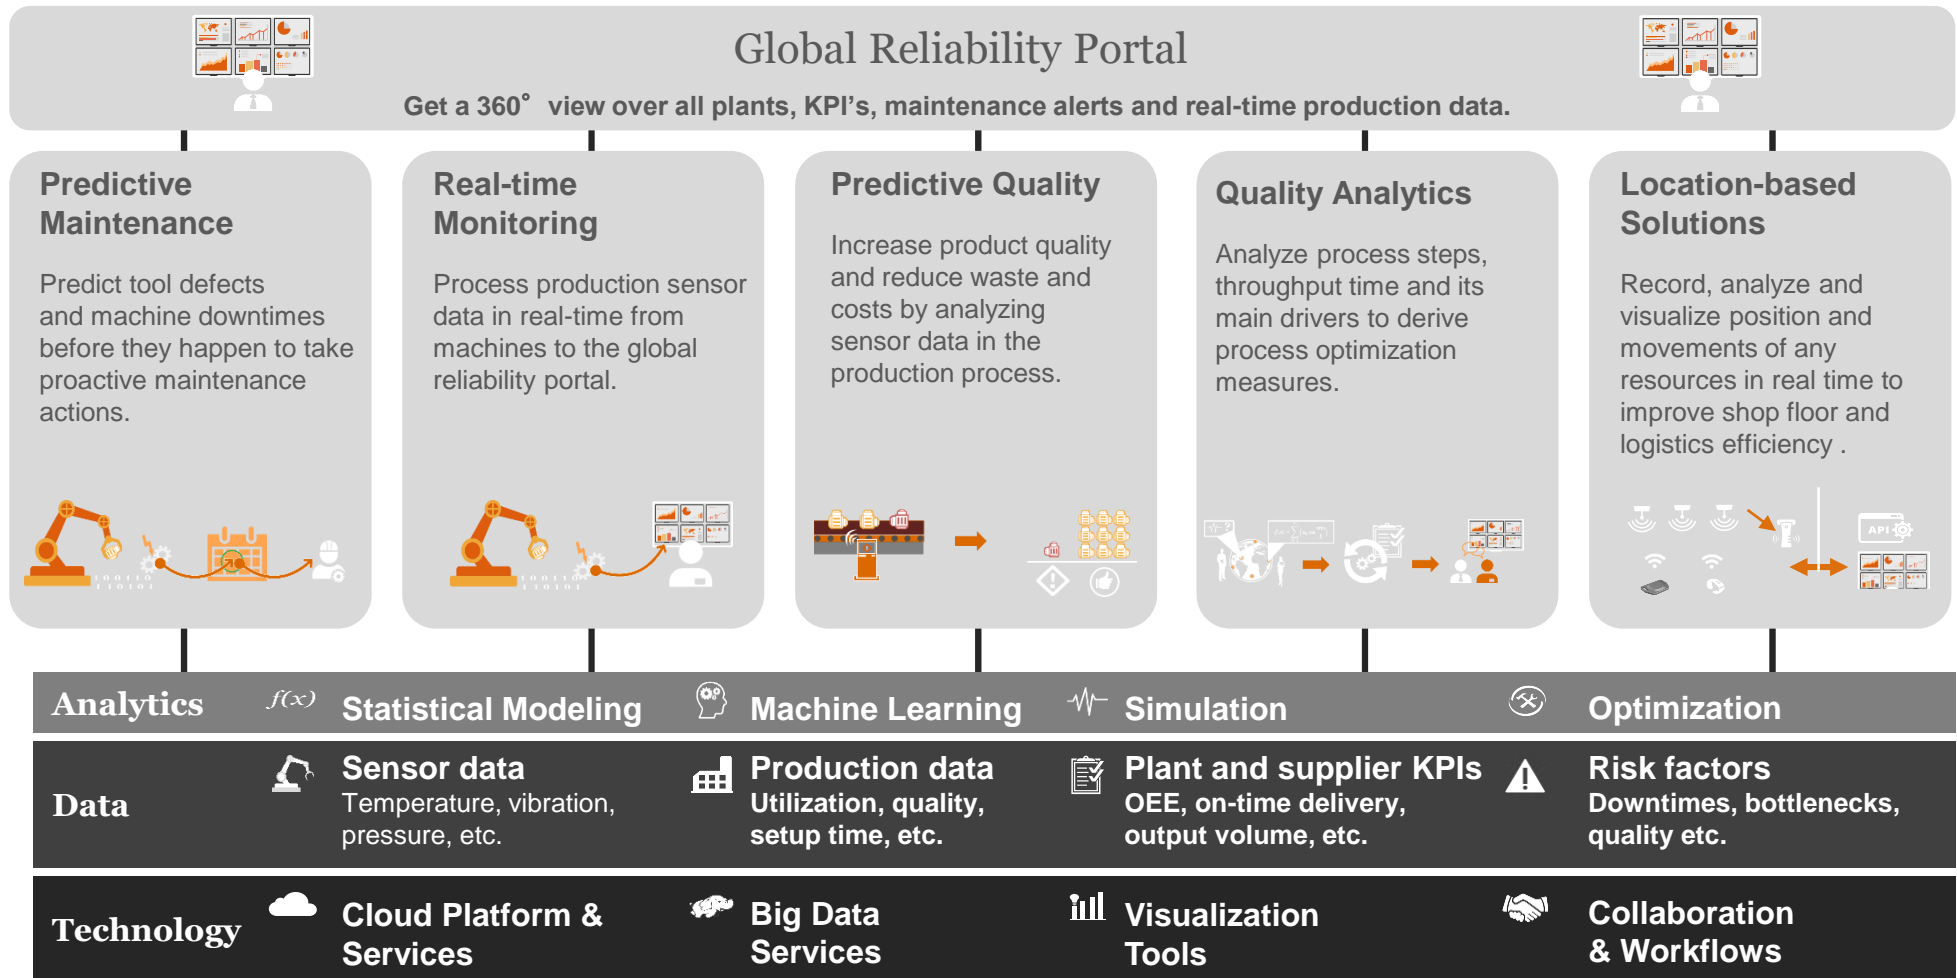 Global Reliability Portal
Get a 360° view over all plants, KPI's, maintenance alerts and real-time production data.
Predictive
Maintenance
Predict tool defects
and machine downtimes
before they happen to take
proactive maintenance
actions.
Real-time
Monitoring
Process production sensor
data in real-time from
machines to the global
reliability portal.
Predictive Quality
Increase product quality
and reduce waste and
costs by analyzing
sensor data in the
production process.
Quality Analytics
Analyze process steps,
throughput time and its
main drivers to derive
process optimization
measures.
Location-based
Solutions
Record, analyze and
visualize position and
movements of any
resources in real time to
improve shop floor and
logistics efficiency .
API
Analytics
f(x)
Statistical Modeling
Machine Learning
Simulation
Optimization
Data
Sensor data
Temperature, vibration,
pressure, etc.
Production data
Utilization, quality,
setup time, etc.
Plant and supplier KPIs
OEE, on-time delivery,
output volume, etc.
Risk factors
Downtimes, bottlenecks,
quality etc.
Technology
Cloud Platform &
Services
Big Data
Services
Visualization
Tools
Collaboration
& Workflows